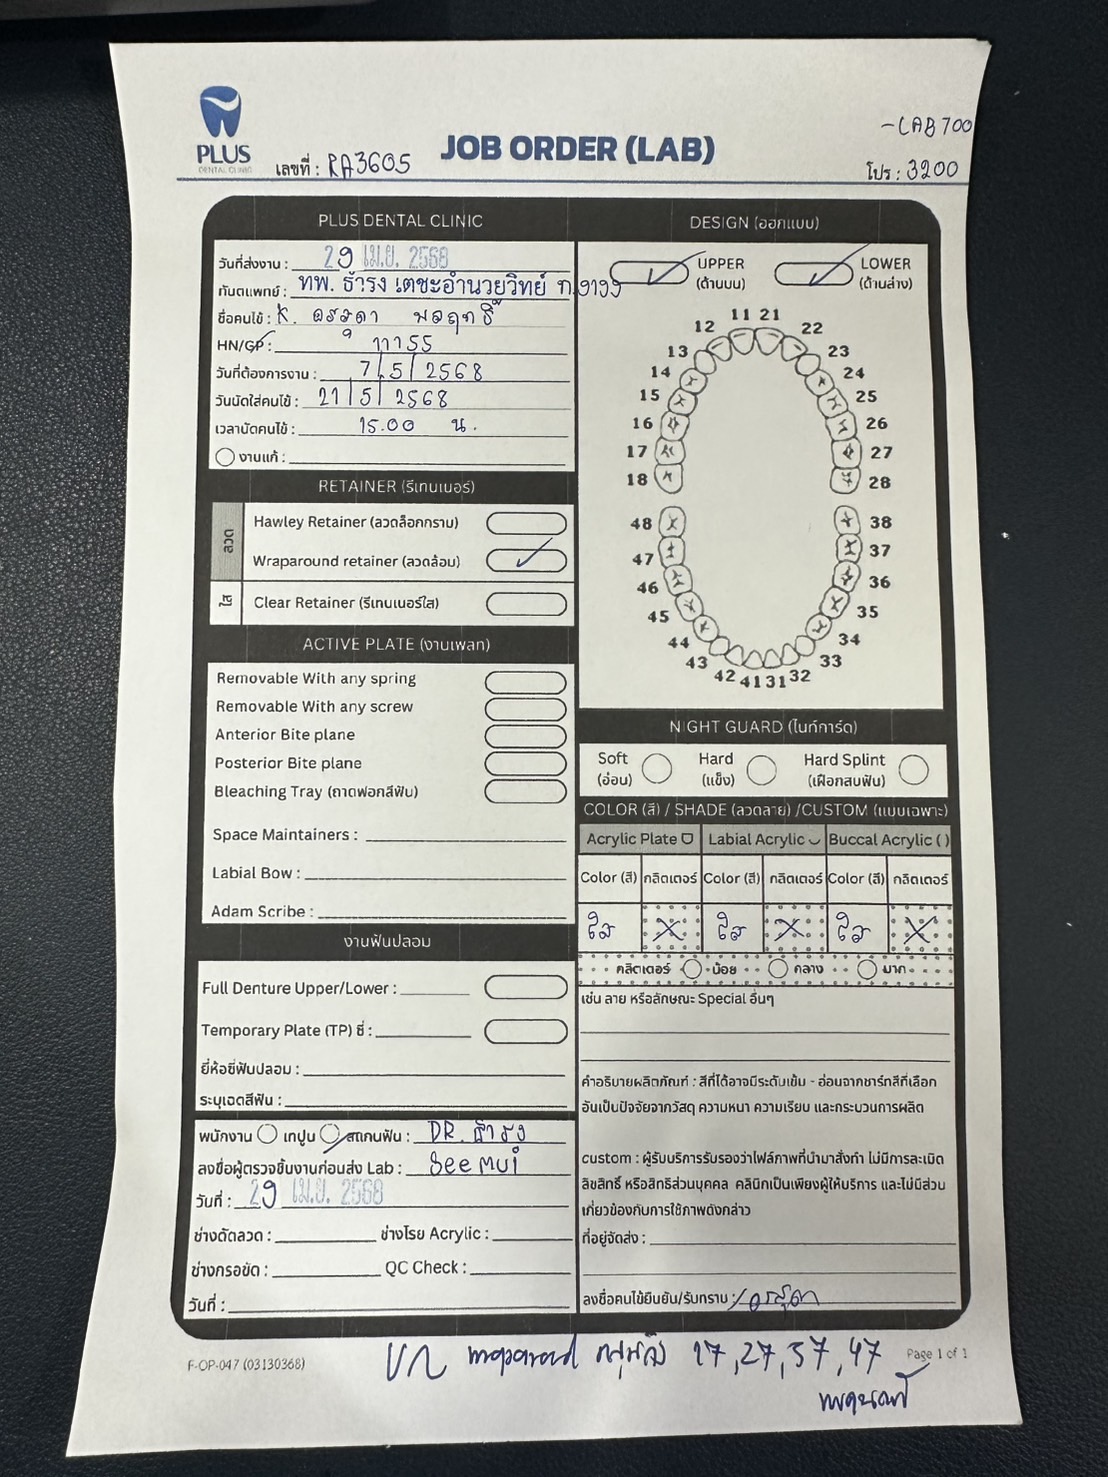 PLUS
DENTAL CLINIC
เลขที่ : RA3605
JOB ORDER (LAB)
-LAB 700
โปร : 3200
PLUS DENTAL CLINIC
วันที่ส่งงาน : 29 เม.ย. 2568
ทันตแพทย์ : ทพ. ธำรง เตชะอำนวยวิทย์
ชื่อคนไข้ : K.
HN/GP : 11155
วันที่ต้องการงาน : 7/5/2568
วันนัดใส่คนไข้ : 21/5/2568
เวลานัดคนไข้ : 15.00 น.
งานแก้ :
RETAINER (รีเทนเนอร์)
ลวด
Hawley Retainer (ลวดล็อกกราม)
Wraparound retainer (ลวดล้อม)
ใส
Clear Retainer (รีเทนเนอร์ใส)
ACTIVE PLATE (งานเพลท)
Removable With any spring
Removable With any screw
Anterior Bite plane
Posterior Bite plane
Bleaching Tray (ถาดฟอกสีฟัน)
Space Maintainers :
Labial Bow :
Adam Scribe :
งานฟันปลอม
Full Denture Upper/Lower :
Temporary Plate (TP) ซี่ :
ยี่ห้อซี่ฟันปลอม :
ระบุเฉดสีฟัน :
พนักงาน เทปูน สแกนฟัน : DR. ธำรง
ลงชื่อผู้ตรวจชิ้นงานก่อนส่ง Lab : See mui
วันที่ : 29 เม.ย. 2568
ช่างดัดลวด : ช่างโรย Acrylic :
ช่างกรอขัด : QC Check :
วันที่ :
DESIGN (ออกแบบ)
UPPER (ด้านบน)
LOWER (ด้านล่าง)
11 21
12 22
13 23
14 24
15 25
16 26
17 27
18 28
48 38
47 37
46 36
45 35
44 34
43 33
42 41 31 32
NIGHT GUARD (ไนท์การ์ด)
Soft (อ่อน)
Hard (แข็ง)
Hard Splint (เฝือกสบฟัน)
COLOR (สี) / SHADE (ลวดลาย) /CUSTOM (แบบเฉพาะ)
Acrylic Plate Labial Acrylic Buccal Acrylic ( )
Color (สี) กลิตเตอร์ Color (สี) กลิตเตอร์ Color (สี) กลิตเตอร์
ใส X ใส X ใส X
กลิตเตอร์ น้อย กลาง มาก
เช่น ลาย หรือลักษณะ Special อื่นๆ
คำอธิบายผลิตภัณฑ์ : สีที่ได้อาจมีระดับเข้ม - อ่อนจากชาร์ทสีที่เลือก
อันเป็นปัจจัยจากวัสดุ ความหนา ความเรียบ และกระบวนการผลิต
custom : ผู้รับบริการรับรองว่าไฟล์ภาพที่นำมาสั่งทำ ไม่มีการละเมิด
ลิขสิทธิ์ หรือสิทธิส่วนบุคคล คลินิกเป็นเพียงผู้ให้บริการ และไม่มีส่วน
เกี่ยวข้องกับการใช้ภาพดังกล่าว
ที่อยู่จัดส่ง :
ลงชื่อคนไข้ยืนยัน/รับทราบ :
F-OP-047 (03130368)
Page 1 of 1
17,27,37,47